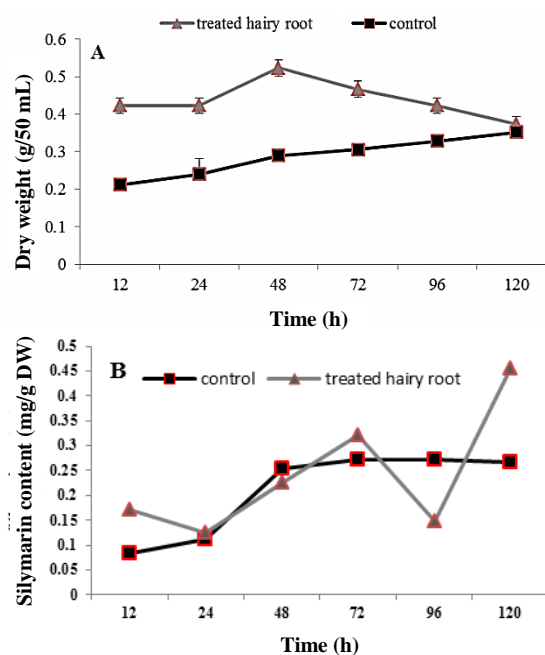 treated hairy root control
A
Dry weight (g/50 mL)
0.6
0.5
0.4
0.3
0.2
0.1
0
12 24 48 72 96 120
Time (h)
B
control treated hairy root
Silymarin content (mg/g DW)
0.5
0.45
0.4
0.35
0.3
0.25
0.2
0.15
0.1
0.05
0
12 24 48 72 96 120
Time (h)